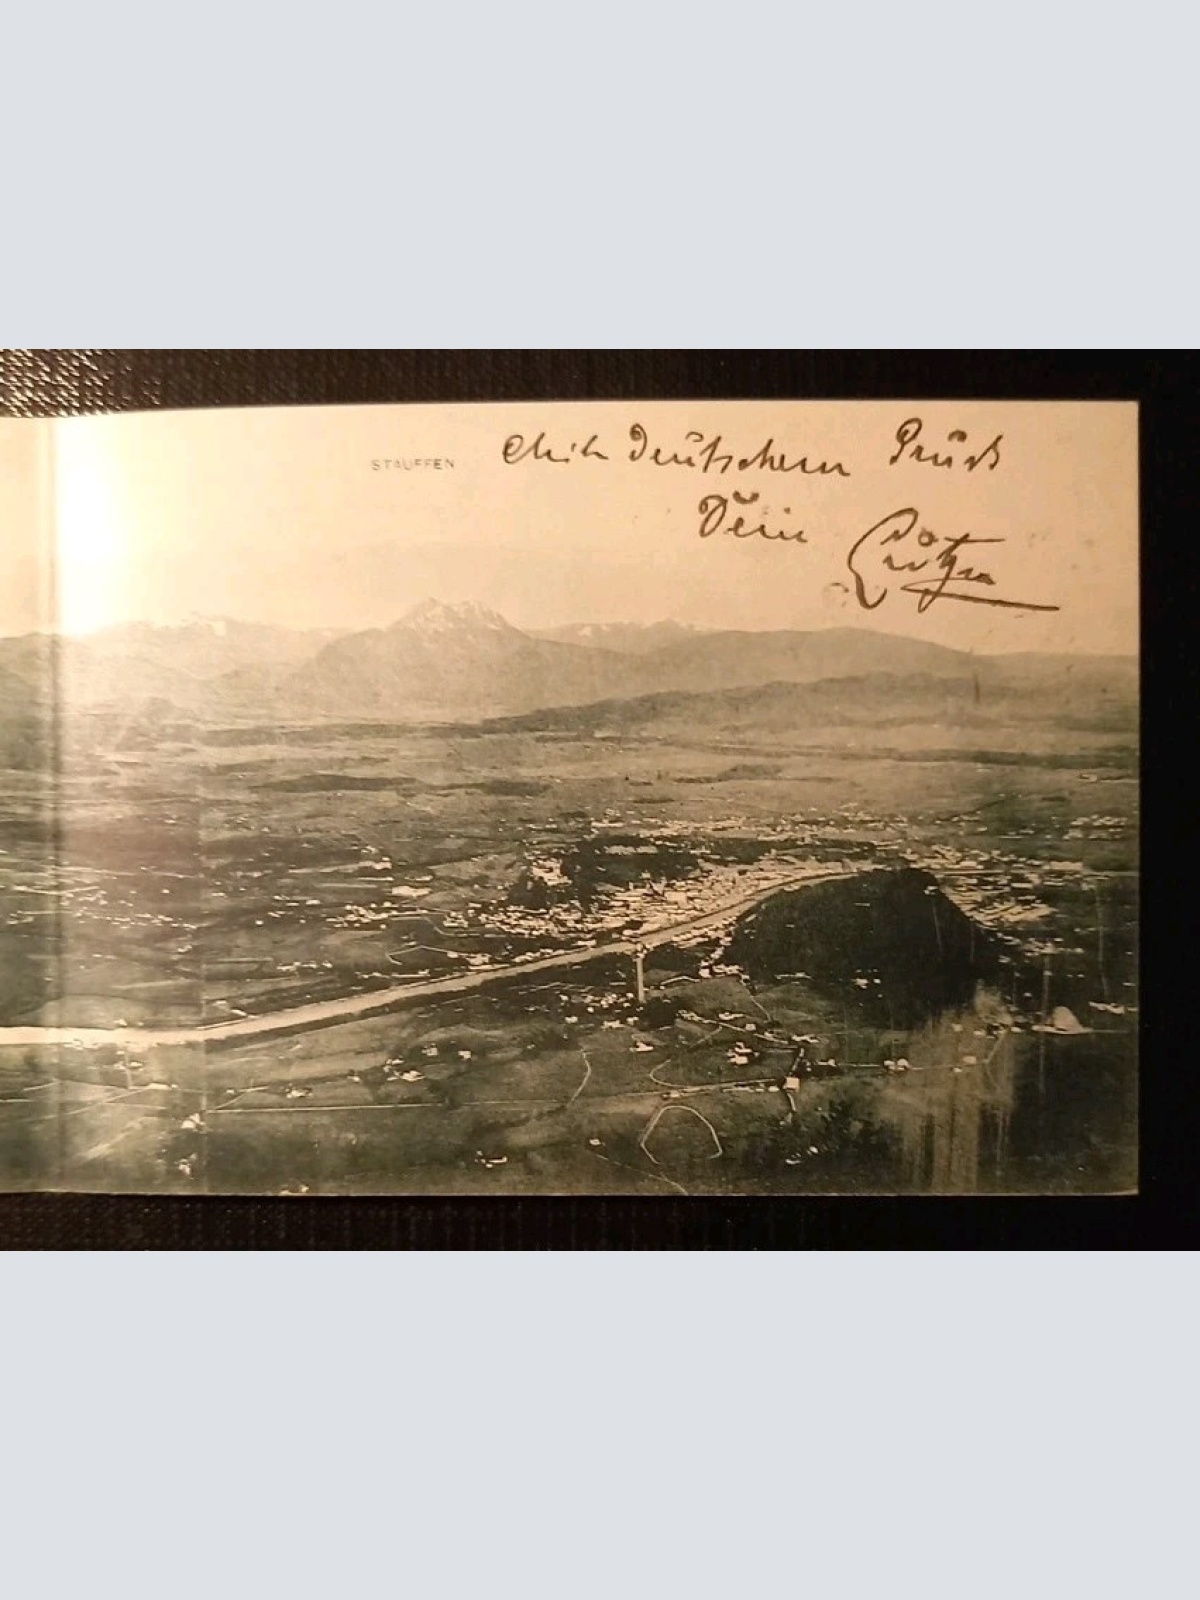 STAUFFEN
Mit Deutschem Gruß
Dein